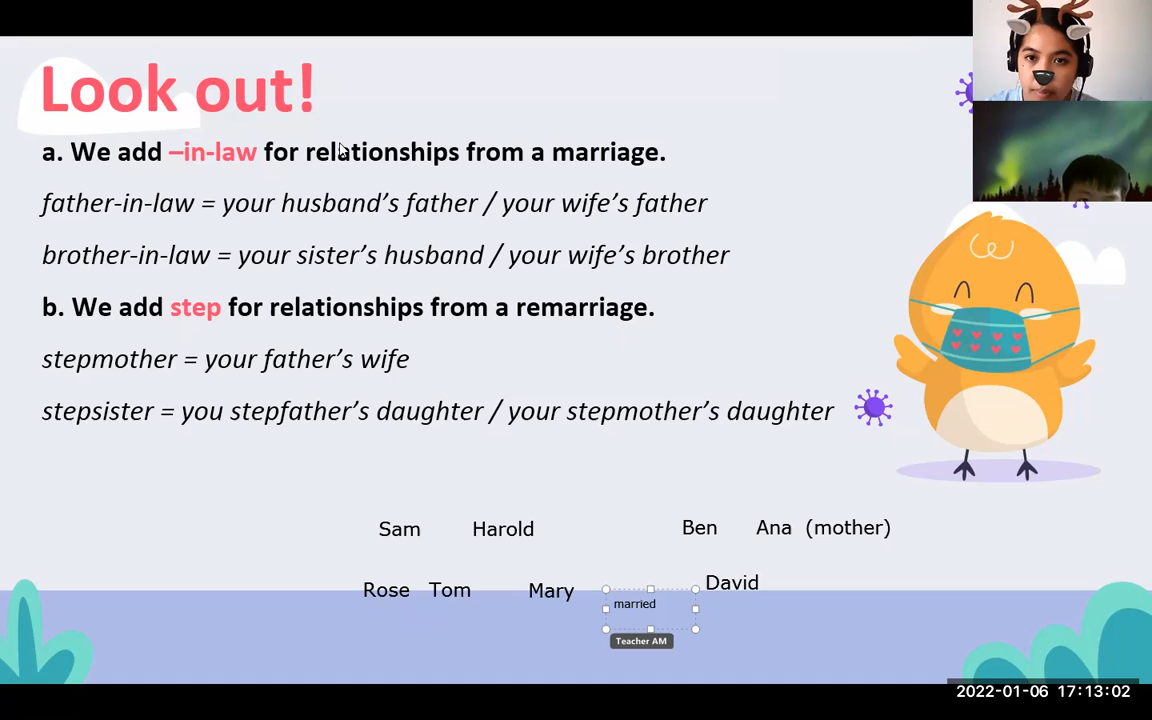 Look out!
a. We add –in-law for relationships from a marriage.
father-in-law = your husband’s father / your wife’s father
brother-in-law = your sister’s husband / your wife’s brother
b. We add step for relationships from a remarriage.
stepmother = your father’s wife
stepsister = you stepfather’s daughter / your stepmother’s daughter
Sam Harold Ben Ana (mother)
Rose Tom Mary David
married
Teacher AM
2022-01-06 17:13:02